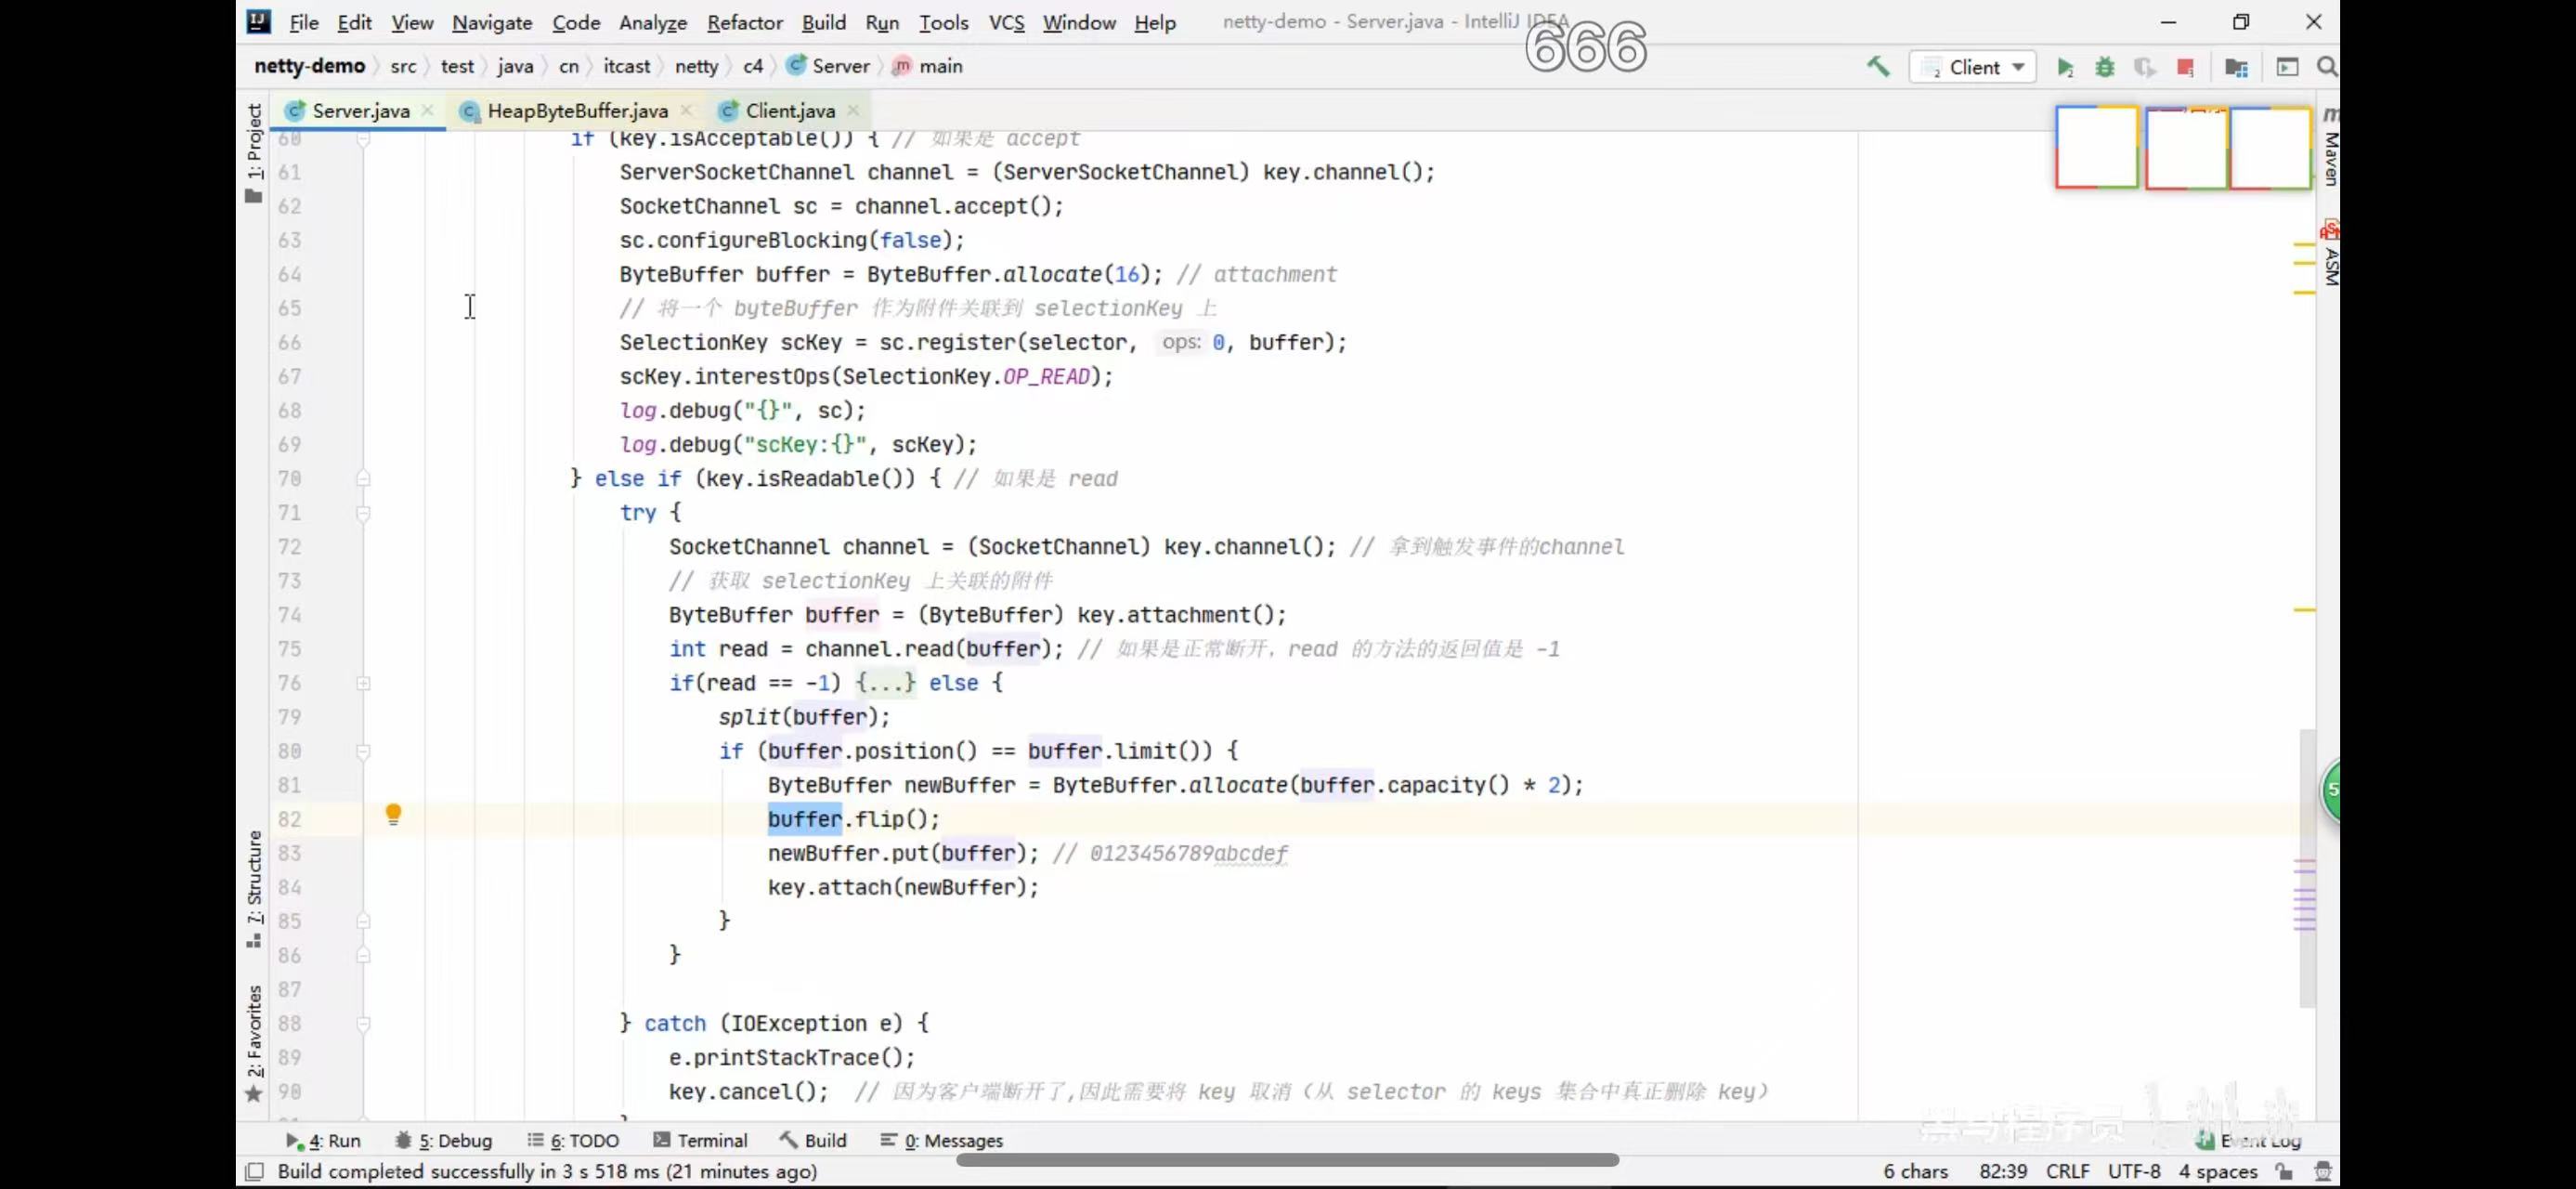 File Edit View Navigate Code Analyze Refactor Build Run Tools VCS Window Help netty-demo - Server.java - IntelliJ IDEA
666
netty-demo src test java cn itcast netty c4 Server main Client
Server.java HeapByteBuffer.java Client.java
1: Project
Maven
ASM
7: Structure
2: Favorites
60 if (key.isAcceptable()) { // 如果是 accept
61 ServerSocketChannel channel = (ServerSocketChannel) key.channel();
62 SocketChannel sc = channel.accept();
63 sc.configureBlocking(false);
64 ByteBuffer buffer = ByteBuffer.allocate(16); // attachment
65 // 将一个 byteBuffer 作为附件关联到 selectionKey 上
66 SelectionKey scKey = sc.register(selector, ops: 0, buffer);
67 scKey.interestOps(SelectionKey.OP_READ);
68 log.debug("{}", sc);
69 log.debug("scKey:{}", scKey);
70 } else if (key.isReadable()) { // 如果是 read
71 try {
72 SocketChannel channel = (SocketChannel) key.channel(); // 拿到触发事件的channel
73 // 获取 selectionKey 上关联的附件
74 ByteBuffer buffer = (ByteBuffer) key.attachment();
75 int read = channel.read(buffer); // 如果是正常断开，read 的方法的返回值是 -1
76 if(read == -1) {...} else {
79 split(buffer);
80 if (buffer.position() == buffer.limit()) {
81 ByteBuffer newBuffer = ByteBuffer.allocate(buffer.capacity() * 2);
82 buffer.flip();
83 newBuffer.put(buffer); // 0123456789abcdef
84 key.attach(newBuffer);
85 }
86 }
87
88 } catch (IOException e) {
89 e.printStackTrace();
90 key.cancel(); // 因为客户端断开了,因此需要将 key 取消（从 selector 的 keys 集合中真正删除 key）
黑马程序员
4: Run 5: Debug 6: TODO Terminal Build 0: Messages Event Log
Build completed successfully in 3 s 518 ms (21 minutes ago) 6 chars 82:39 CRLF UTF-8 4 spaces